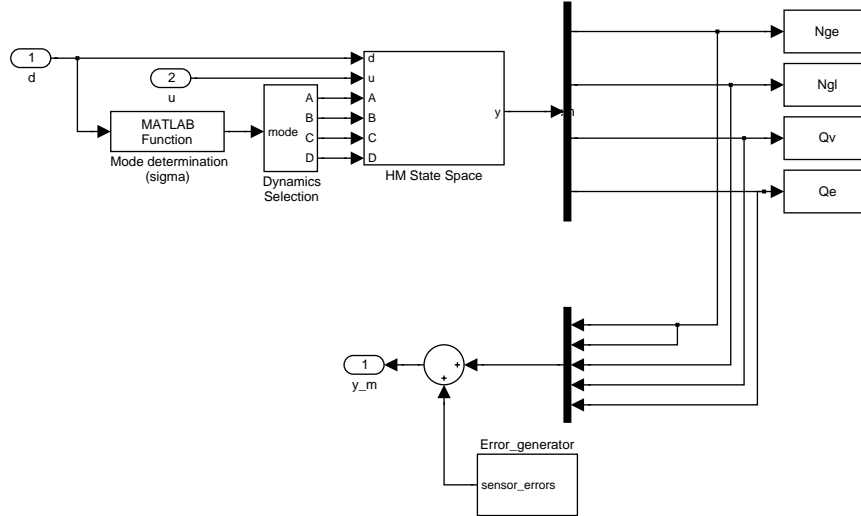 1
d
2
u
MATLAB
Function
Mode determination
(sigma)
mode
A
B
C
D
Dynamics
Selection
d
u
A
B
C
D
y
HM State Space
Nge
Ngl
Qv
Qe
1
y_m
+
+
Error_generator
sensor_errors